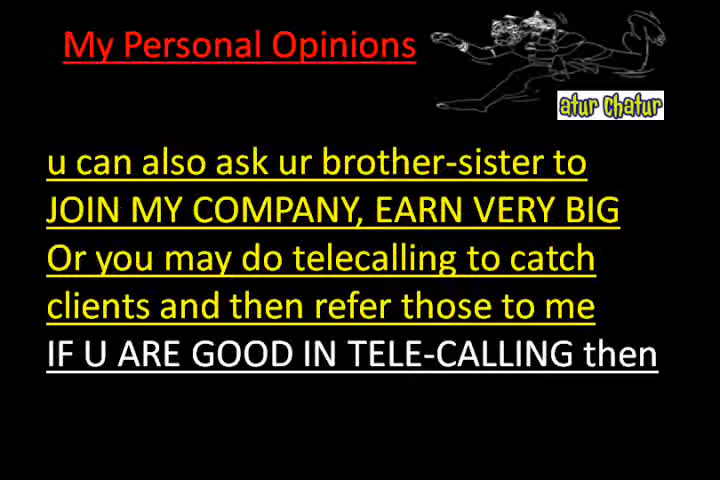 My Personal Opinions
atur chatur
u can also ask ur brother-sister to
JOIN MY COMPANY, EARN VERY BIG
Or you may do telecalling to catch
clients and then refer those to me
IF U ARE GOOD IN TELE-CALLING then